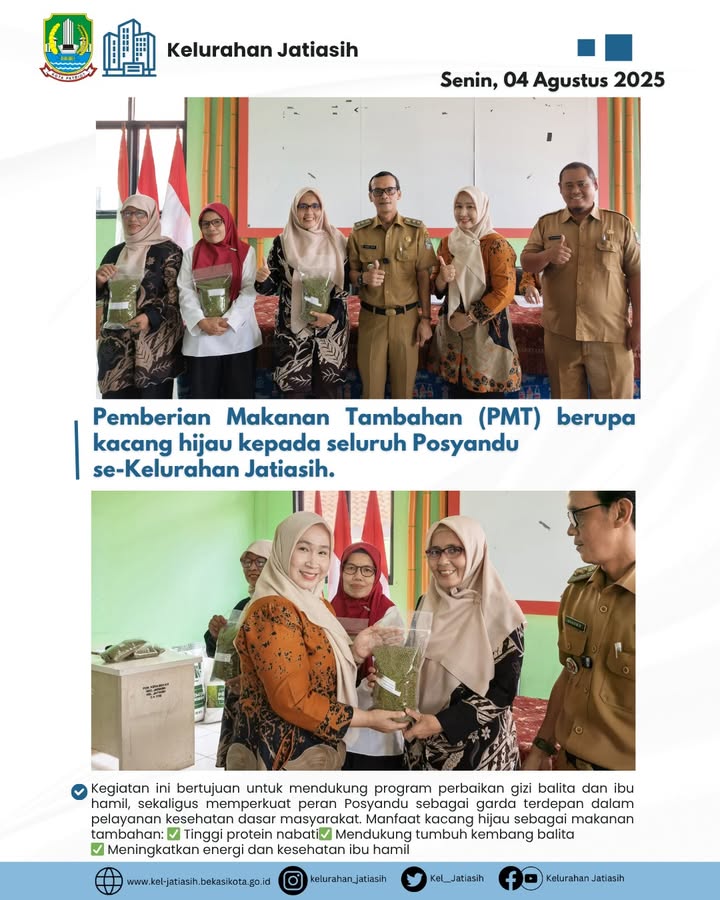 Kelurahan Jatiasih
Senin, 04 Agustus 2025
Pemberian Makanan Tambahan (PMT) berupa
kacang hijau kepada seluruh Posyandu
se-Kelurahan Jatiasih.
Kegiatan ini bertujuan untuk mendukung program perbaikan gizi balita dan ibu
hamil, sekaligus memperkuat peran Posyandu sebagai garda terdepan dalam
pelayanan kesehatan dasar masyarakat. Manfaat kacang hijau sebagai makanan
tambahan: ✅ Tinggi protein nabati✅ Mendukung tumbuh kembang balita
✅ Meningkatkan energi dan kesehatan ibu hamil
www.kel-jatiasih.bekasikota.go.id
kelurahan_jatiasih
Kel__Jatiasih
Kelurahan Jatiasih